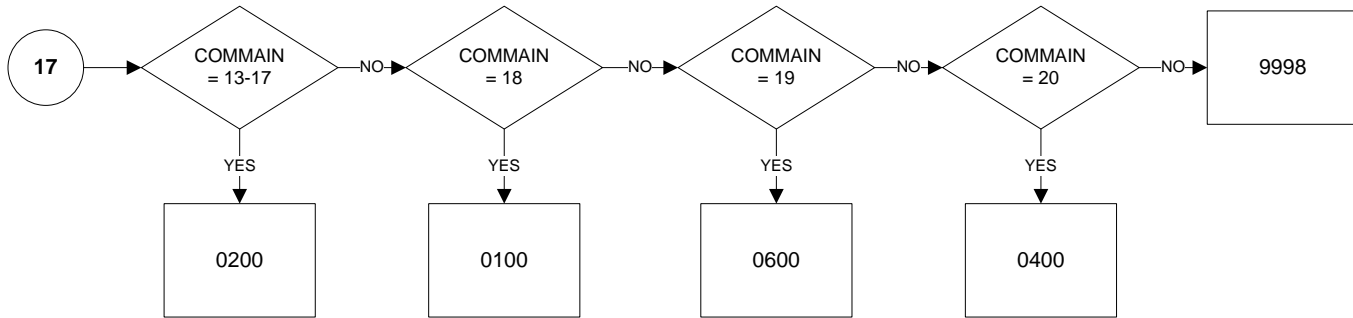 17
COMMAIN
= 13-17
NO
COMMAIN
= 18
NO
COMMAIN
= 19
NO
COMMAIN
= 20
NO
9998
YES
YES
YES
YES
0200
0100
0600
0400